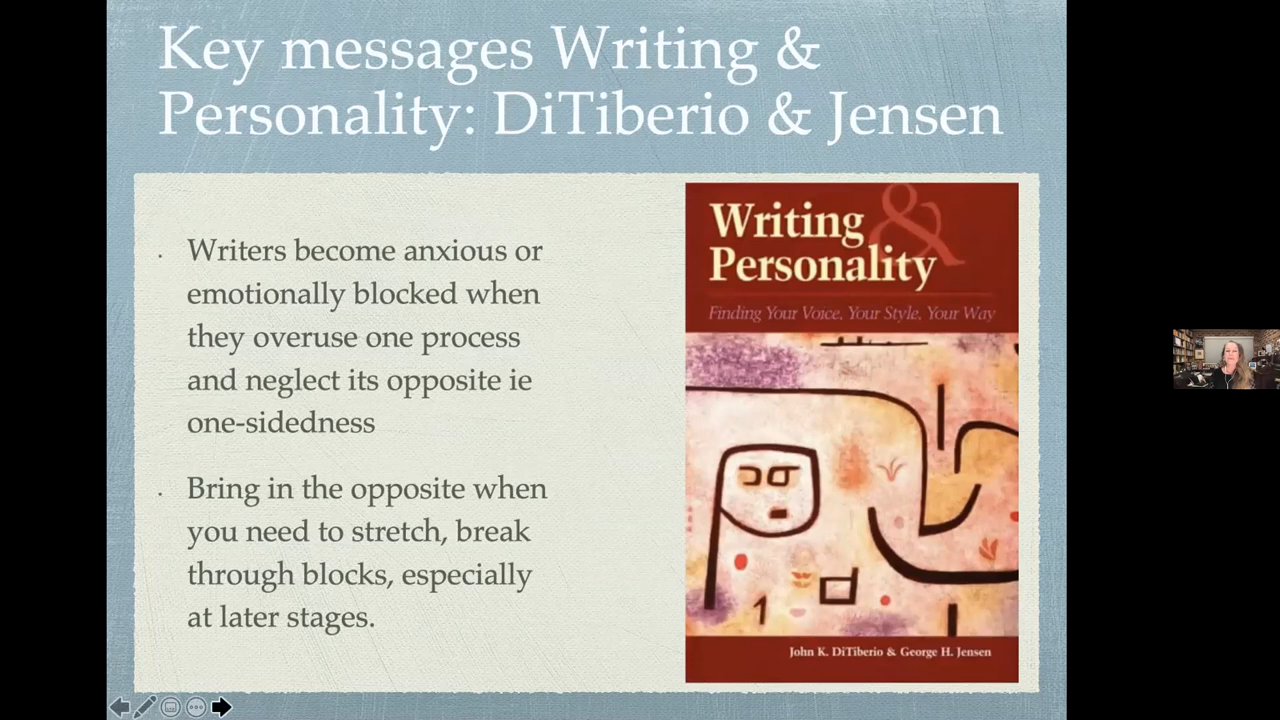 Key messages Writing &
Personality: DiTiberio & Jensen
· Writers become anxious or
emotionally blocked when
they overuse one process
and neglect its opposite ie
one-sidedness
· Bring in the opposite when
you need to stretch, break
through blocks, especially
at later stages.
Writing &
Personality
Finding Your Voice, Your Style, Your Way
John K. DiTiberio & George H. Jensen